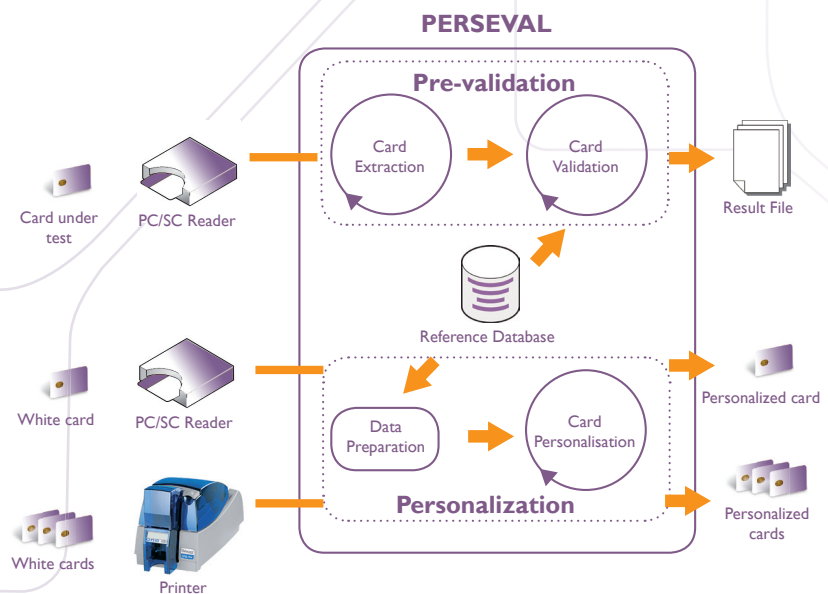 PERSEVAL
Pre-validation
Card
Extraction
Card
Validation
Card under
test
PC/SC Reader
Result File
Reference Database
White card
PC/SC Reader
Data
Preparation
Card
Personalisation
Personalized card
Personalization
White cards
Printer
Personalized
cards